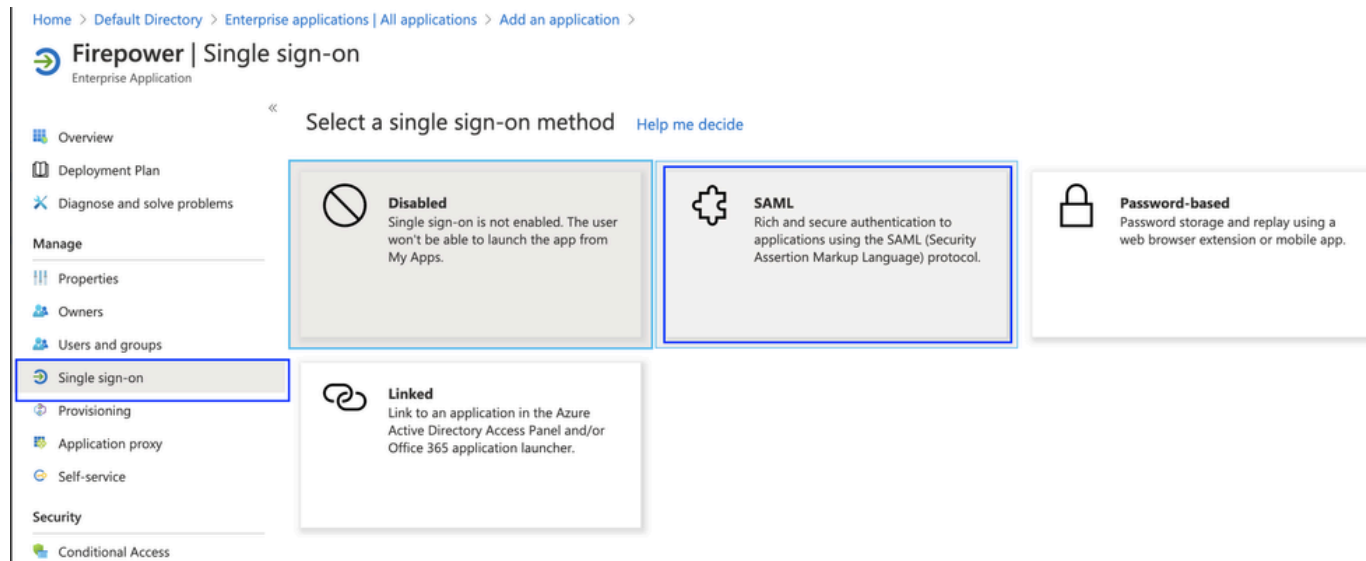 Home > Default Directory > Enterprise applications | All applications > Add an application >
Firepower | Single sign-on
Enterprise Application
«
Overview
Deployment Plan
Diagnose and solve problems
Manage
Properties
Owners
Users and groups
Single sign-on
Provisioning
Application proxy
Self-service
Security
Conditional Access
Select a single sign-on method Help me decide
Disabled
Single sign-on is not enabled. The user
won't be able to launch the app from
My Apps.
SAML
Rich and secure authentication to
applications using the SAML (Security
Assertion Markup Language) protocol.
Password-based
Password storage and replay using a
web browser extension or mobile app.
Linked
Link to an application in the Azure
Active Directory Access Panel and/or
Office 365 application launcher.